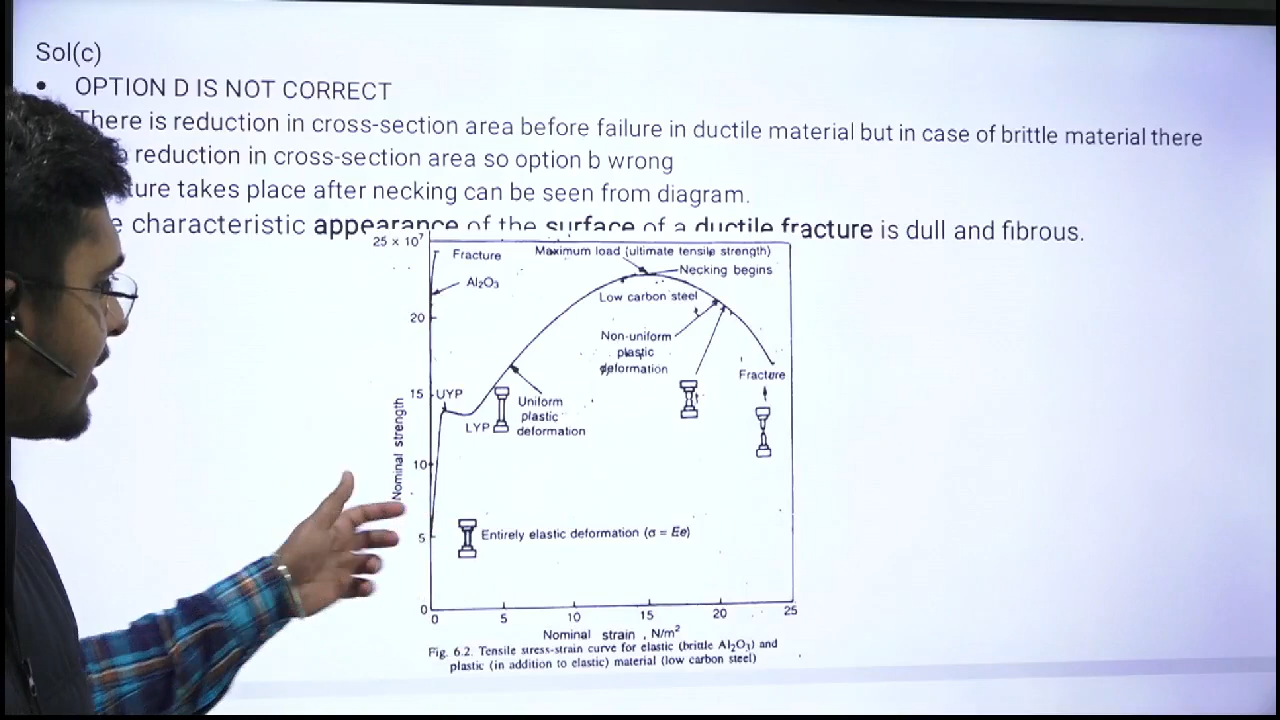 Sol(c)
• OPTION D IS NOT CORRECT
There is reduction in cross-section area before failure in ductile material but in case of brittle material there
reduction in cross-section area so option b wrong
ture takes place after necking can be seen from diagram.
e characteristic appearance of the surface of a ductile fracture is dull and fibrous.
25 × 10⁷
Fracture
Maximum load (ultimate tensile strength)
Necking begins
Al₂O₃
Low carbon steel
20
Non-uniform
plastic
deformation
Fracture
15
UYP
Uniform
plastic
deformation
LYP
Nominal strength
10
5
Entirely elastic deformation (σ = Ee)
0
0 5 10 15 20 25
Nominal strain , N/m²
Fig. 6.2. Tensile stress-strain curve for elastic (brittle Al₂O₃) and
plastic (in addition to elastic) material (low carbon steel)